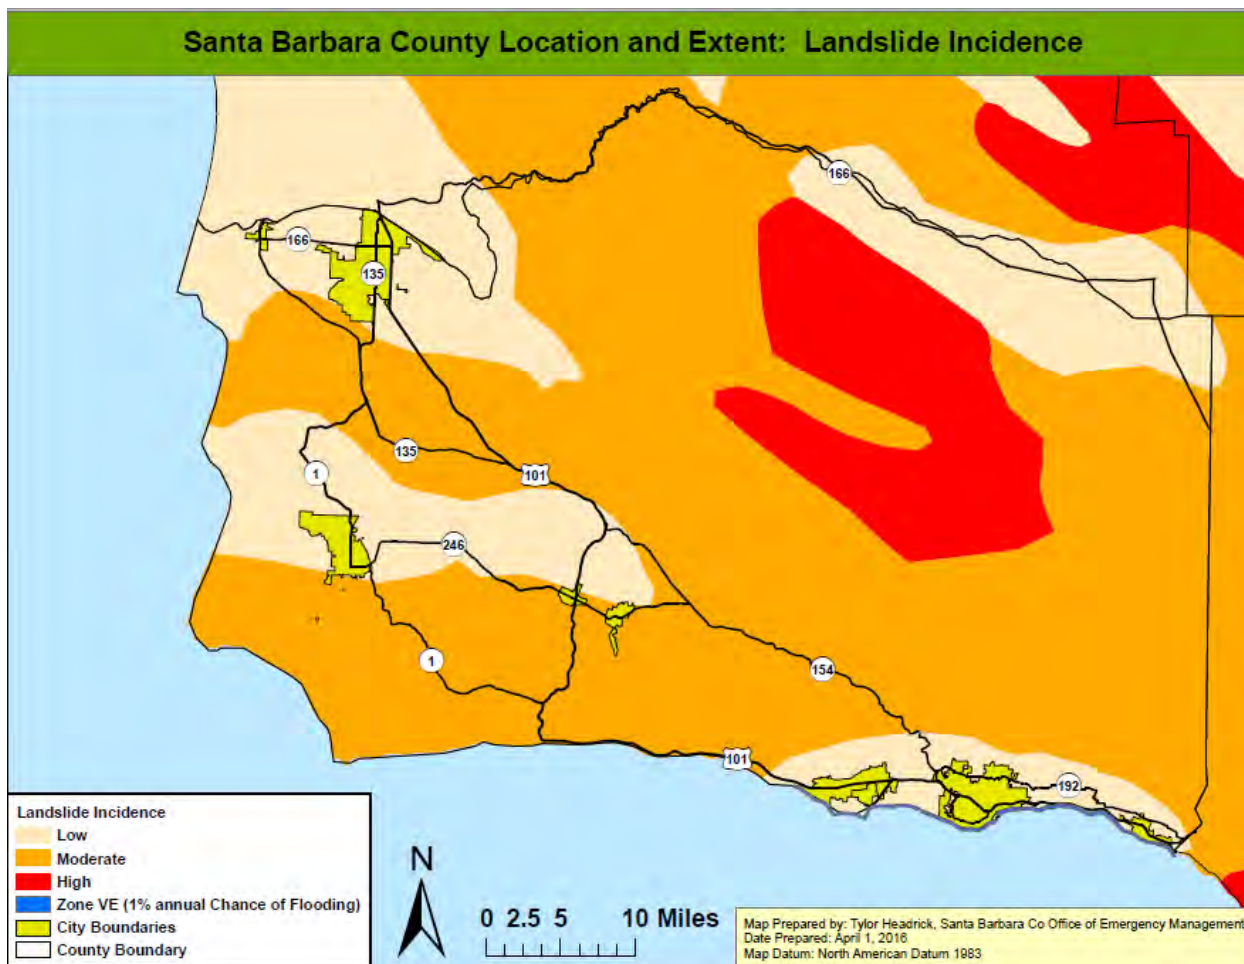 Santa Barbara County Location and Extent:  Landslide Incidence
166
166
135
135
1
101
246
1
154
101
192
Landslide Incidence
Low
Moderate
High
Zone VE (1% annual Chance of Flooding)
City Boundaries
County Boundary
N
0 2.5 5 10 Miles
Map Prepared by: Tylor Headrick, Santa Barbara Co Office of Emergency Management
Date Prepared: April 1, 2016
Map Datum: North American Datum 1983